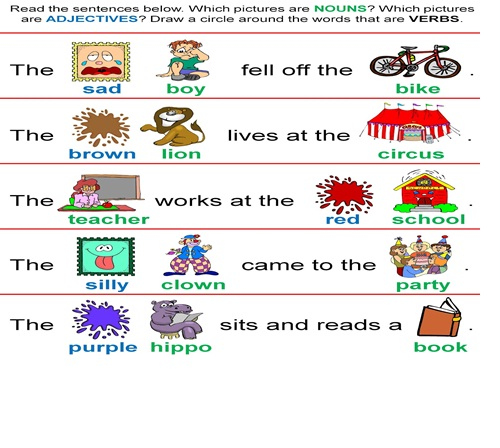 Read the sentences below. Which pictures are NOUNS? Which pictures
are ADJECTIVES? Draw a circle around the words that are VERBS.
The fell off the .
sad boy bike
The lives at the .
brown lion circus
The works at the .
teacher red school
The came to the .
silly clown party
The sits and reads a .
purple hippo book